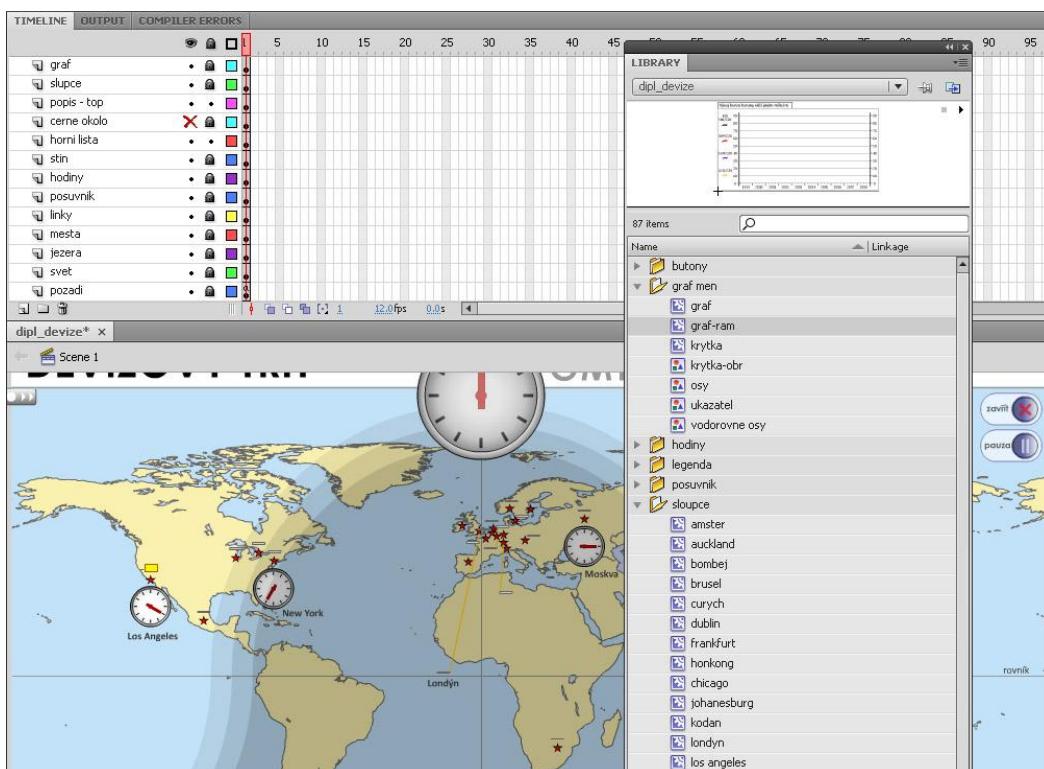 TIMELINE OUTPUT COMPILER ERRORS
1 5 10 15 20 25 30 35 40 45 90 95
graf
slupce
popis - top
cerne okolo
horni lista
stin
hodiny
posuvnik
linky
mesta
jezera
svet
pozadi
1 12.0fps 0.0s
dipl_devize* x
Scene 1
zavřít
pauza
Los Angeles
New York
Londýn
Moskva
rovník
LIBRARY
dipl_devize
87 items
Name Linkage
butony
graf men
graf
graf-ram
krytka
krytka-obr
osy
ukazatel
vodorovne osy
hodiny
legenda
posuvnik
sloupce
amster
auckland
bombej
brusel
curych
dublin
frankfurt
honkong
chicago
johanesburg
kodan
londyn
los angeles